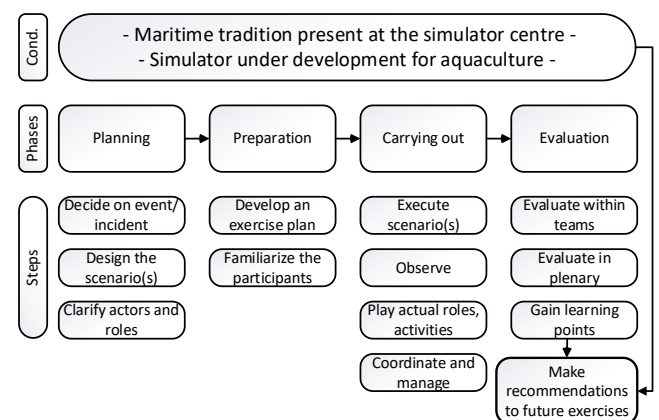 Cond.
- Maritime tradition present at the simulator centre -
- Simulator under development for aquaculture -
Phases
Planning
Preparation
Carrying out
Evaluation
Steps
Decide on event/
incident
Design the
scenario(s)
Clarify actors and
roles
Develop an
exercise plan
Familiarize the
participants
Execute
scenario(s)
Observe
Play actual roles,
activities
Coordinate and
manage
Evaluate within
teams
Evaluate in
plenary
Gain learning
points
Make
recommendations
to future exercises